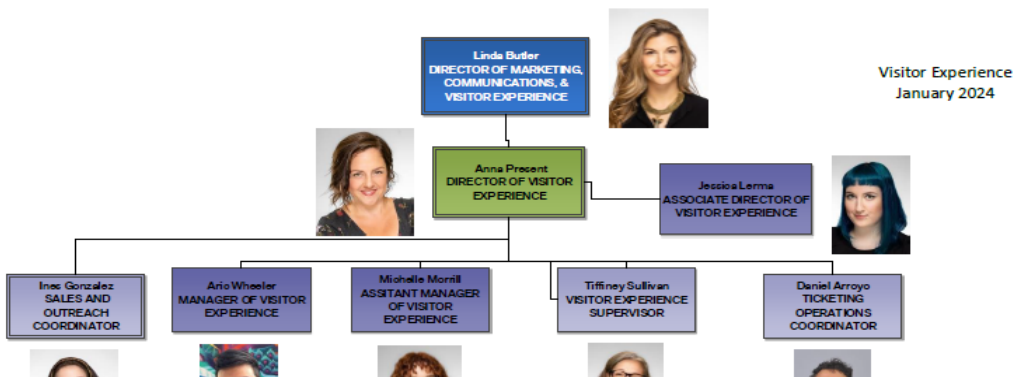 Linda Butler
DIRECTOR OF MARKETING,
COMMUNICATIONS, &
VISITOR EXPERIENCE
Visitor Experience
January 2024
Anna Present
DIRECTOR OF VISITOR
EXPERIENCE
Jessica Lerma
ASSOCIATE DIRECTOR OF
VISITOR EXPERIENCE
Ines Gonzalez
SALES AND
OUTREACH
COORDINATOR
Aric Wheeler
MANAGER OF VISITOR
EXPERIENCE
Michelle Morrill
ASSITANT MANAGER
OF VISITOR
EXPERIENCE
Tiffiney Sullivan
VISITOR EXPERIENCE
SUPERVISOR
Daniel Arroyo
TICKETING
OPERATIONS
COORDINATOR